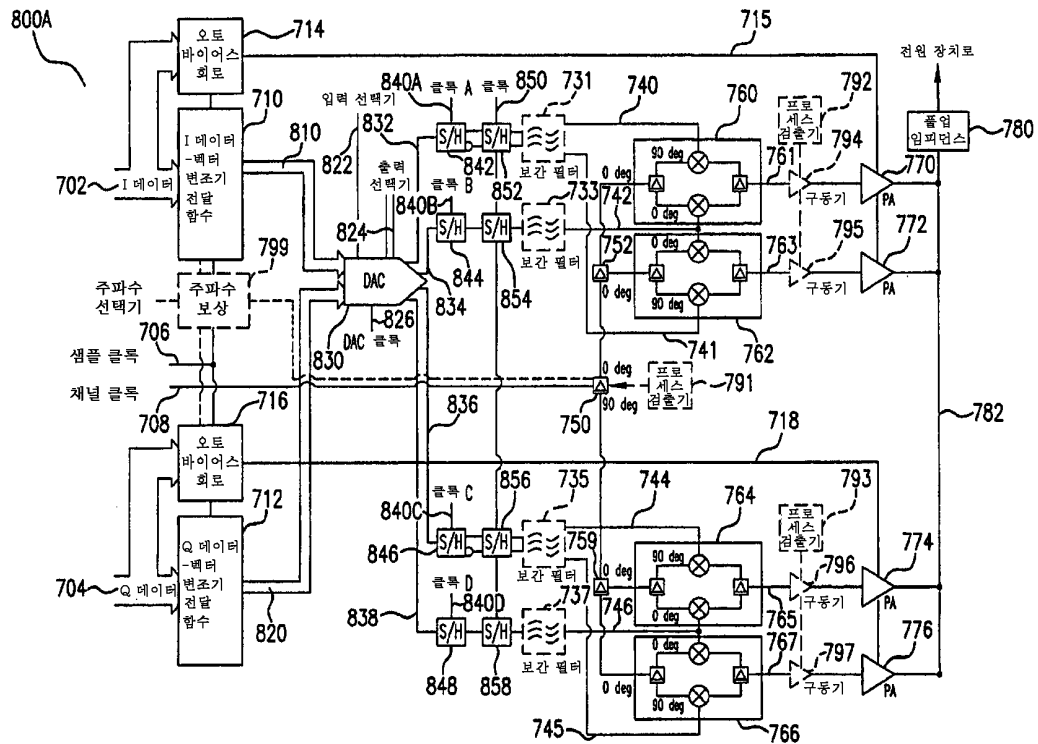 800A
오토
바이어스
회로
714
715
전원 장치로
780
풀업
임피던스
710
I 데이터
-벡터
변조기
전달
함수
702
I 데이터
810
입력 선택기
822
832
출력
선택기
824
840A
클록 A
850
731
740
760
S/H
842
S/H
852
보간 필터
90 deg
0 deg
0 deg
761
프로
세스
검출기
792
794
구동기
770
PA
클록 B
840B
S/H
844
S/H
854
733
742
보간 필터
752
0 deg
0 deg
0 deg
90 deg
763
795
구동기
772
PA
762
741
DAC
834
826
DAC 클록
830
799
주파수
선택기
주파수
보상
706
샘플 클록
채널 클록
708
0 deg
90 deg
750
프로
세스
검출기
791
782
716
오토
바이어스
회로
718
836
712
Q 데이터
-벡터
변조기
전달
함수
704
Q 데이터
820
838
클록 C
840C
856
735
744
764
S/H
846
S/H
보간 필터
759
0 deg
90 deg
0 deg
765
프로
세스
검출기
793
796
구동기
774
PA
클록 D
840D
S/H
848
S/H
858
737
746
보간 필터
0 deg
0 deg
90 deg
767
797
구동기
776
PA
745
766